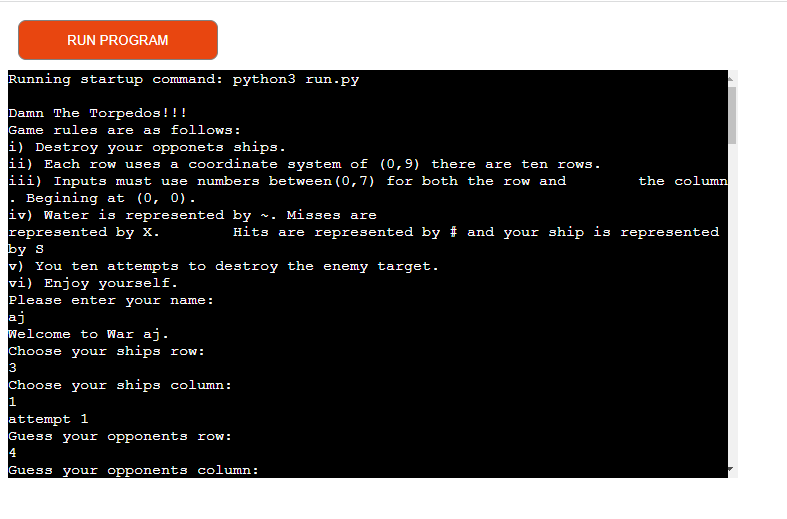 RUN PROGRAM
Running startup command: python3 run.py
Damn The Torpedos!!!
Game rules are as follows:
i) Destroy your opponets ships.
ii) Each row uses a coordinate system of (0,9) there are ten rows.
iii) Inputs must use numbers between(0,7) for both the row and        the column
. Begining at (0, 0).
iv) Water is represented by ~. Misses are
represented by X.        Hits are represented by # and your ship is represented
by S
v) You ten attempts to destroy the enemy target.
vi) Enjoy yourself.
Please enter your name:
aj
Welcome to War aj.
Choose your ships row:
3
Choose your ships column:
1
attempt 1
Guess your opponents row:
4
Guess your opponents column: